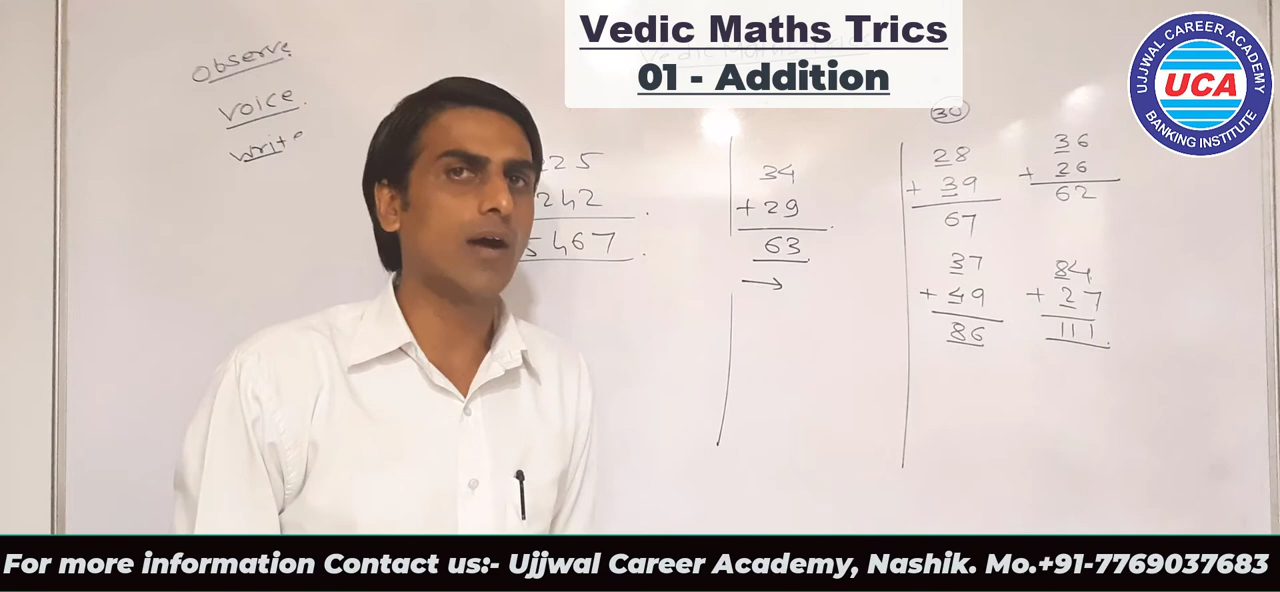 Vedic Maths Trics
01 - Addition
UJJWAL CAREER ACADEMY
UCA
BANKING INSTITUTE
Observe
Voice
Write
225
242
5467
34
+ 29
63
→
30
28
+ 39
67
36
+ 26
62
37
+ 49
86
84
+ 27
111
For more information Contact us:- Ujjwal Career Academy, Nashik. Mo.+91-7769037683